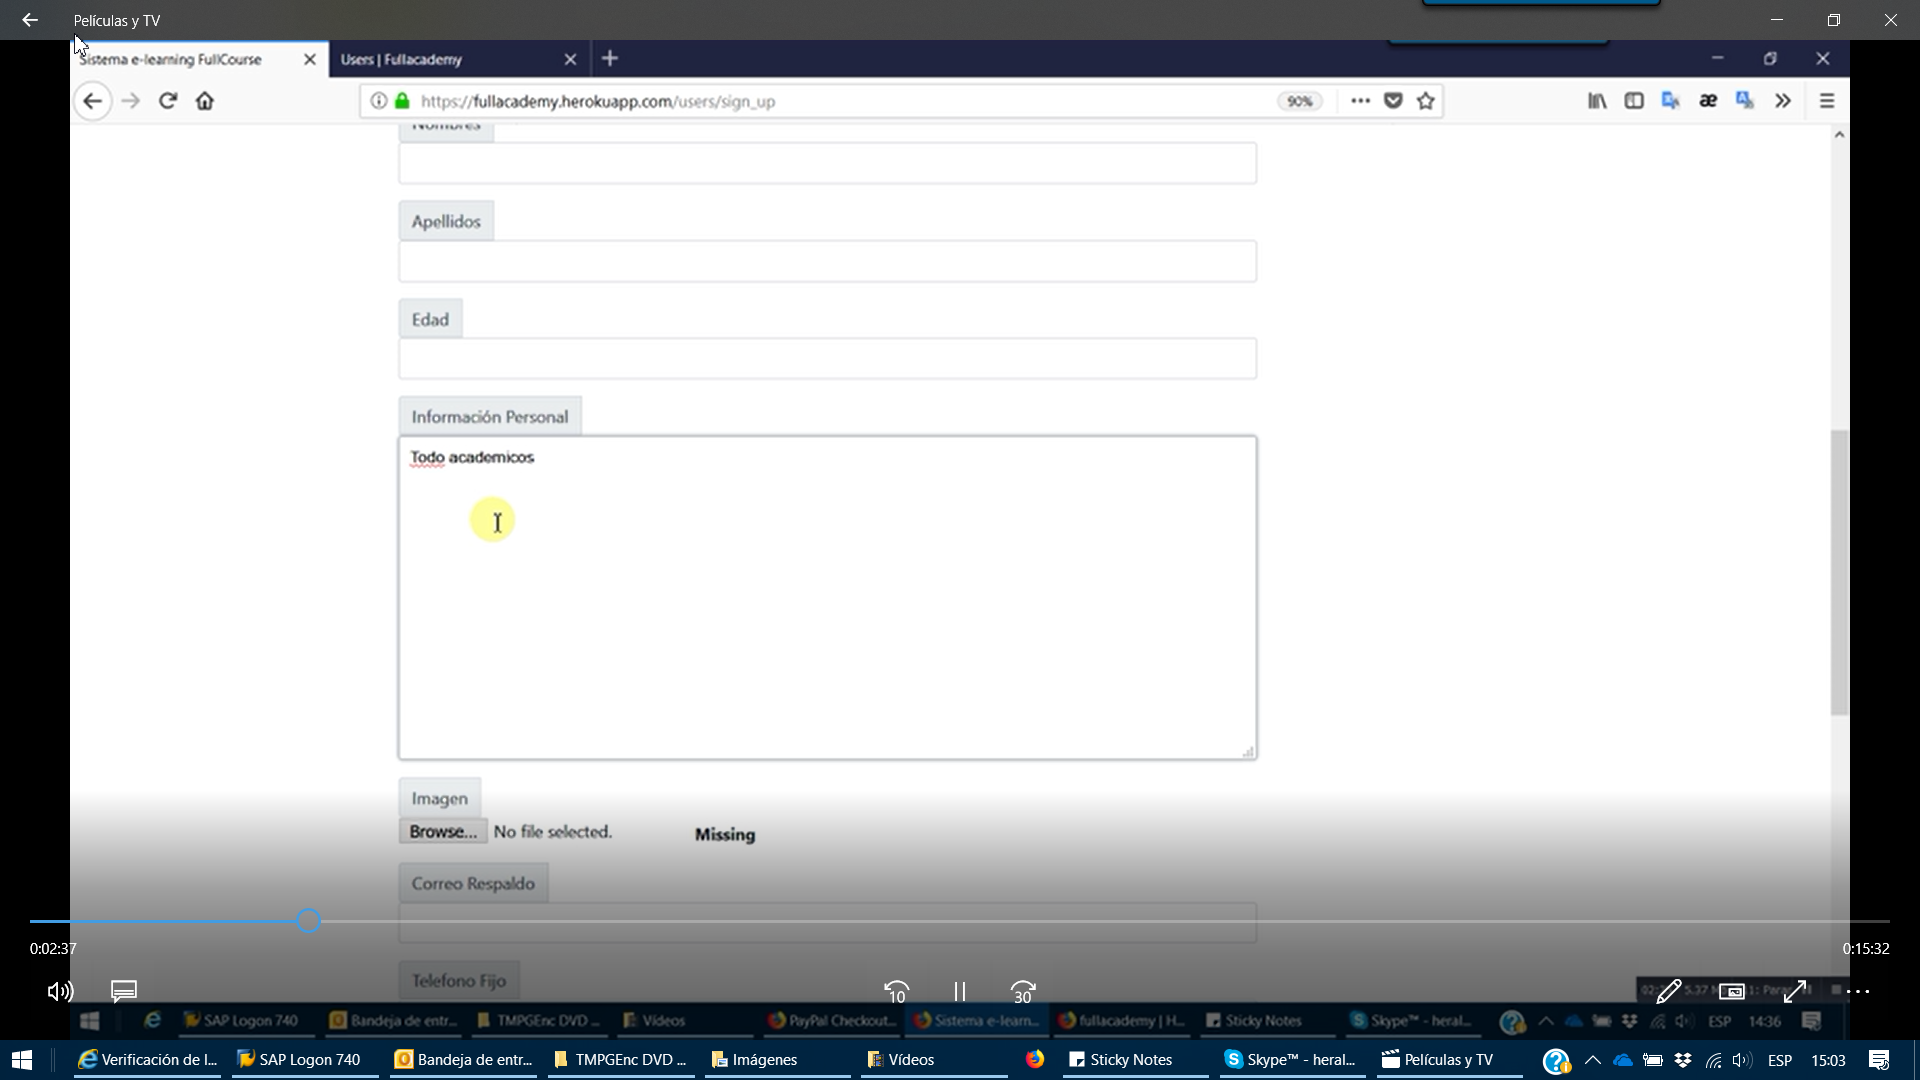 Películas y TV
Sistema e-learning FullCourse
Users | Fullacademy
https://fullacademy.herokuapp.com/users/sign_up
90%
Nombres
Apellidos
Edad
Información Personal
Todo academicos
Imagen
Browse... No file selected. Missing
Correo Respaldo
0:02:37
0:15:32
Telefono Fijo
10
30
SAP Logon 740
Bandeja de entr...
TMPGEnc DVD ...
Vídeos
PayPal Checkout...
Sistema e-learn...
fullacademy | H...
Sticky Notes
Skype™ - heral...
ESP
14:36
Verificación de l...
SAP Logon 740
Bandeja de entr...
TMPGEnc DVD ...
Imágenes
Vídeos
Sticky Notes
Skype™ - heral...
Películas y TV
ESP
15:03